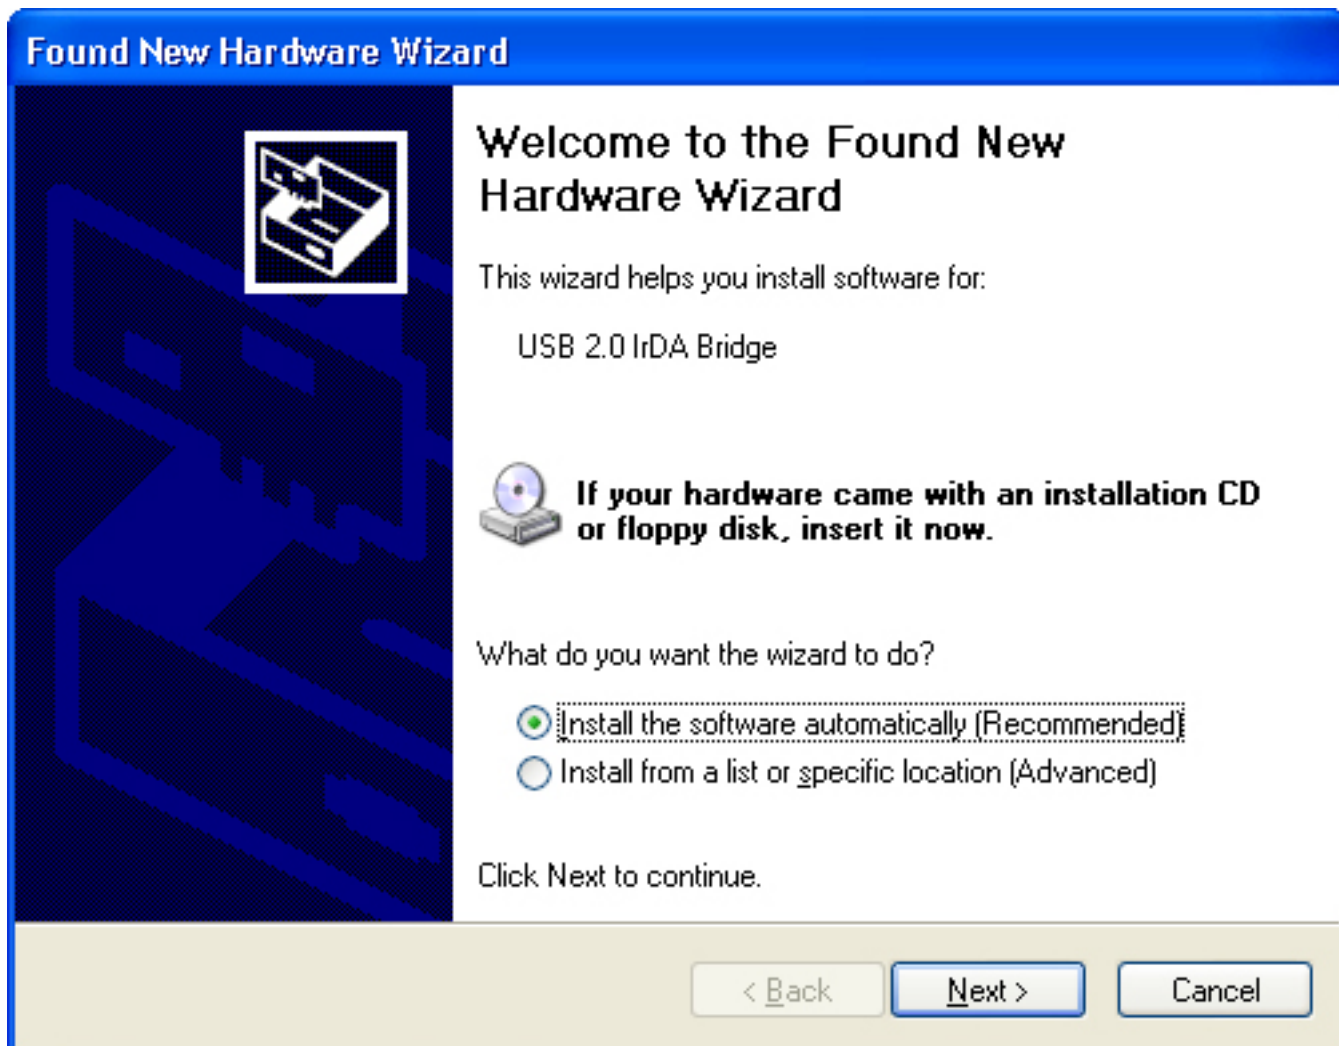 Found New Hardware Wizard
Welcome to the Found New
Hardware Wizard
This wizard helps you install software for:
USB 2.0 IrDA Bridge
If your hardware came with an installation CD
or floppy disk, insert it now.
What do you want the wizard to do?
Install the software automatically (Recommended)
Install from a list or specific location (Advanced)
Click Next to continue.
< Back
Next >
Cancel